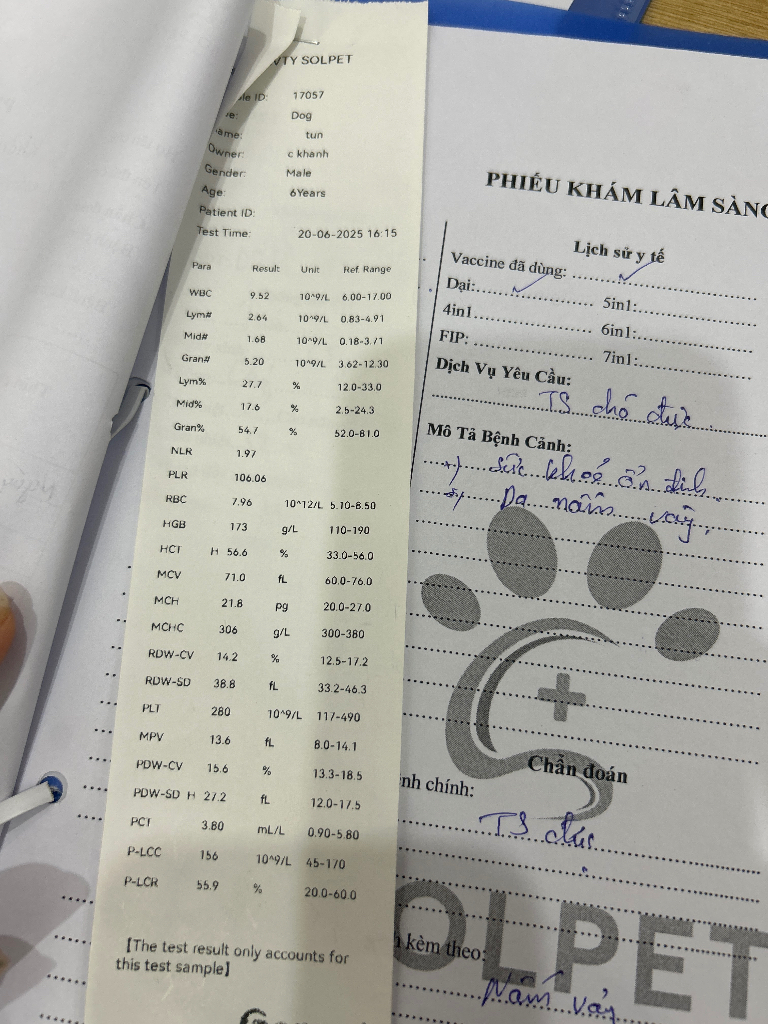 VTY SOLPET
le ID: 17057
e: Dog
ame: tun
Owner: c khanh
Gender: Male
Age: 6Years
Patient ID:
Test Time: 20-06-2025 16:15
Para Result Unit Ref. Range
WBC 9.52 10^9/L 6.00-17.00
Lym# 2.64 10^9/L 0.83-4.91
Mid# 1.68 10^9/L 0.18-3.71
Gran# 5.20 10^9/L 3.62-12.30
Lym% 27.7 % 12.0-33.0
Mid% 17.6 % 2.5-24.3
Gran% 54.7 % 52.0-81.0
NLR 1.97
PLR 106.06
RBC 7.96 10^12/L 5.10-8.50
HGB 173 g/L 110-190
HCT H 56.6 % 33.0-56.0
MCV 71.0 fL 60.0-76.0
MCH 21.8 pg 20.0-27.0
MCHC 306 g/L 300-380
RDW-CV 14.2 % 12.5-17.2
RDW-SD 38.8 fL 33.2-46.3
PLT 280 10^9/L 117-490
MPV 13.6 fL 8.0-14.1
PDW-CV 15.6 % 13.3-18.5
PDW-SD H 27.2 fL 12.0-17.5
PCT 3.80 mL/L 0.90-5.80
P-LCC 156 10^9/L 45-170
P-LCR 55.9 % 20.0-60.0
【The test result only accounts for
this test sample】
PHIẾU KHÁM LÂM SÀNG
Lịch sử y tế
Vaccine đã dùng:
Dại: 5in1:
4in1 6in1:
FIP: 7in1:
Dịch Vụ Yêu Cầu:
TS chó đực
Mô Tả Bệnh Cảnh:
+) sức khoẻ ổn định
+) Da nấm vảy,
Chẩn đoán
nh chính:
TS đực
kèm theo:
Nấm vảy
OLPET